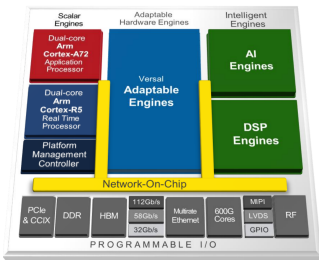 Scalar
Engines
Adaptable
Hardware Engines
Intelligent
Engines
Dual-core
Arm
Cortex-A72
Application
Processor
Dual-core
Arm
Cortex-R5
Real Time
Processor
Platform
Management
Controller
Versal
Adaptable
Engines
AI
Engines
DSP
Engines
Network-On-Chip
PCIe
& CCIX
DDR
HBM
112Gb/s
58Gb/s
32Gb/s
Multirate
Ethernet
600G
Cores
MIPI
LVDS
GPIO
RF
PROGRAMMABLE I/O